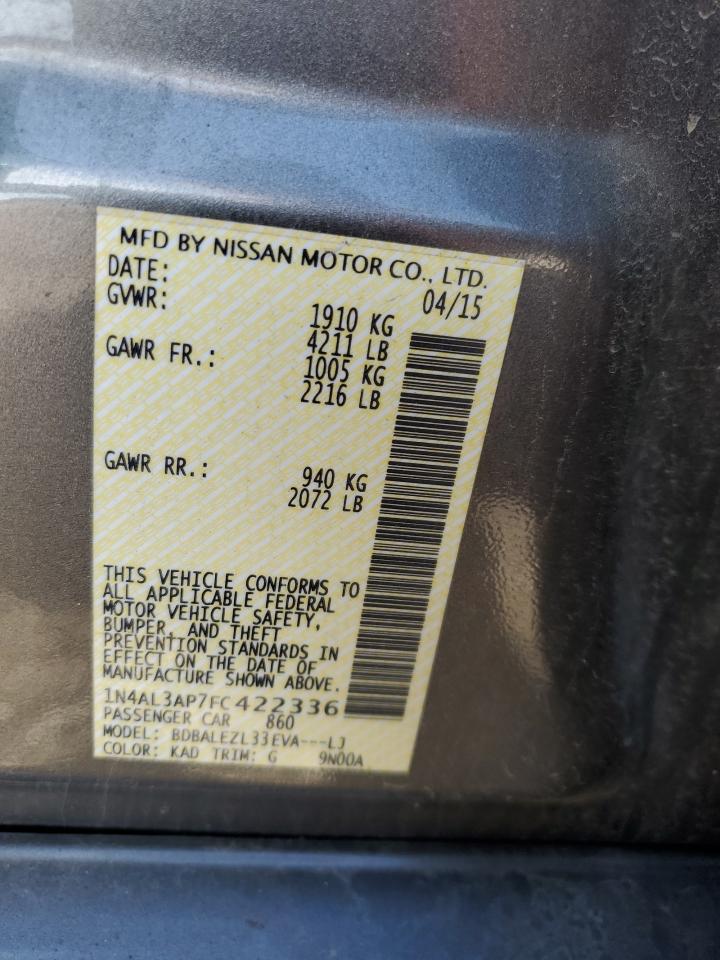 MFD BY NISSAN MOTOR CO., LTD.
DATE: 04/15
GVWR: 1910 KG
4211 LB
GAWR FR.: 1005 KG
2216 LB
GAWR RR.: 940 KG
2072 LB
THIS VEHICLE CONFORMS TO
ALL APPLICABLE FEDERAL
MOTOR VEHICLE SAFETY,
BUMPER, AND THEFT
PREVENTION STANDARDS IN
EFFECT ON THE DATE OF
MANUFACTURE SHOWN ABOVE.
1N4AL3AP7FC422336
PASSENGER CAR 860
MODEL: BDBALEZL33EVA---LJ
COLOR: KAD TRIM: G 9N00A